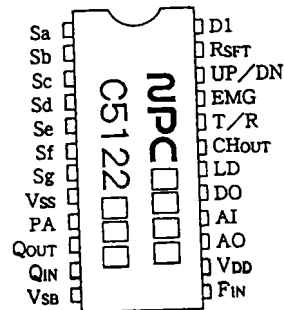 Sa
Sb
Sc
Sd
Se
Sf
Sg
Vss
PA
QOUT
QIN
VSB
NPC
C5122
D1
RSFT
UP/DN
EMG
T/R
CHOUT
LD
DO
AI
AO
VDD
FIN